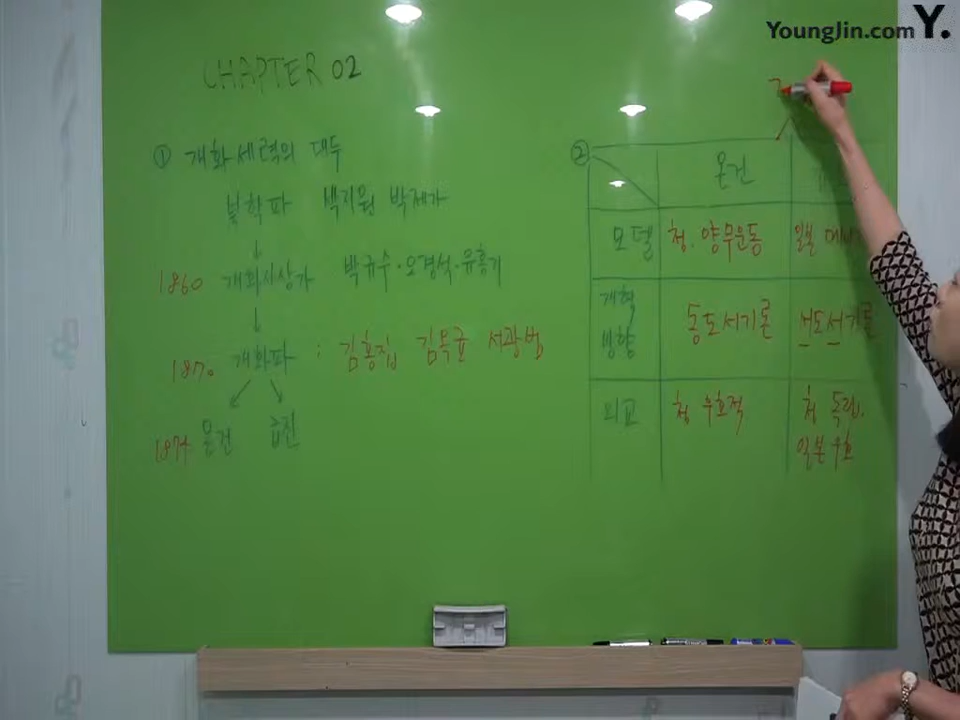 YoungJin.com Y.
CHAPTER 02
① 개화 세력의 대두
북학파 박지원 박제가
↓
1860 개화사상가 박규수·오경석·유홍기
↓
1870 개화파 : 김홍집 김옥균 서광범
1874 온건 급진
②
온건
모델 청. 양무운동 일본
개혁 방향 동도서기론 서도서기론
외교 청 우호적 청 독립.
일본 우호